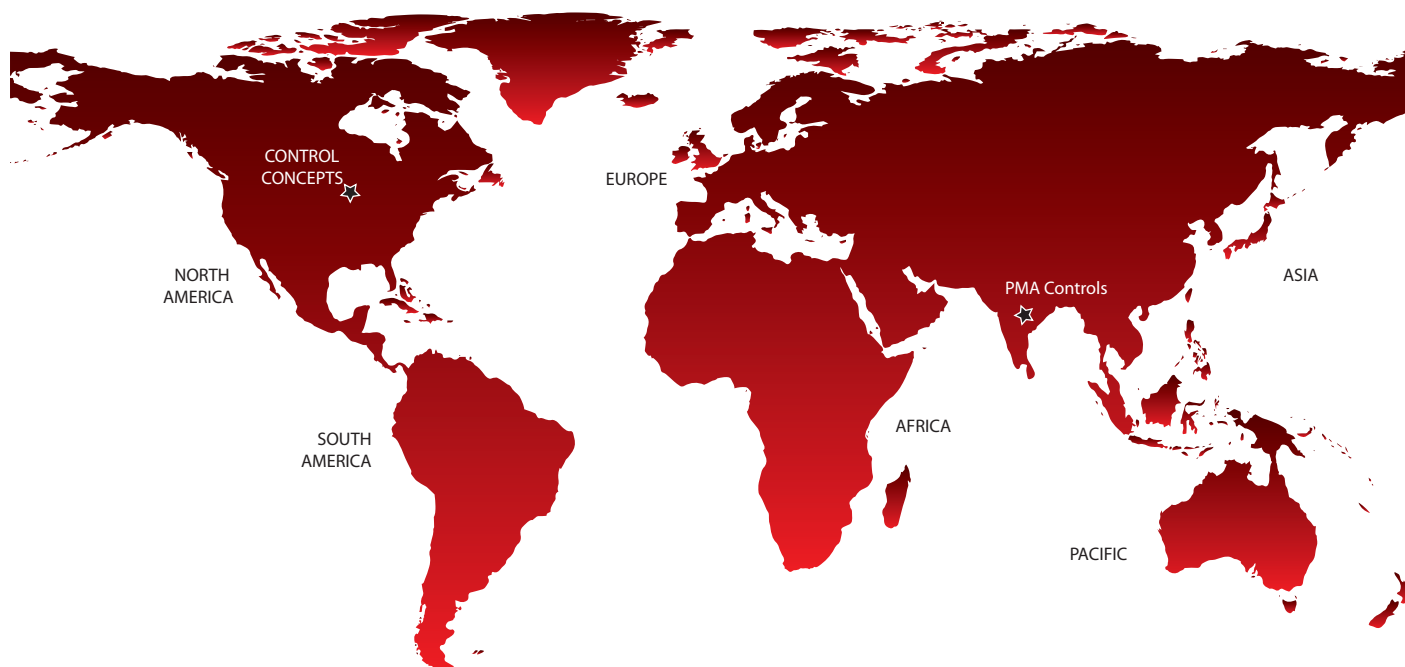 CONTROL
CONCEPTS
EUROPE
NORTH
AMERICA
ASIA
PMA Controls
SOUTH
AMERICA
AFRICA
PACIFIC